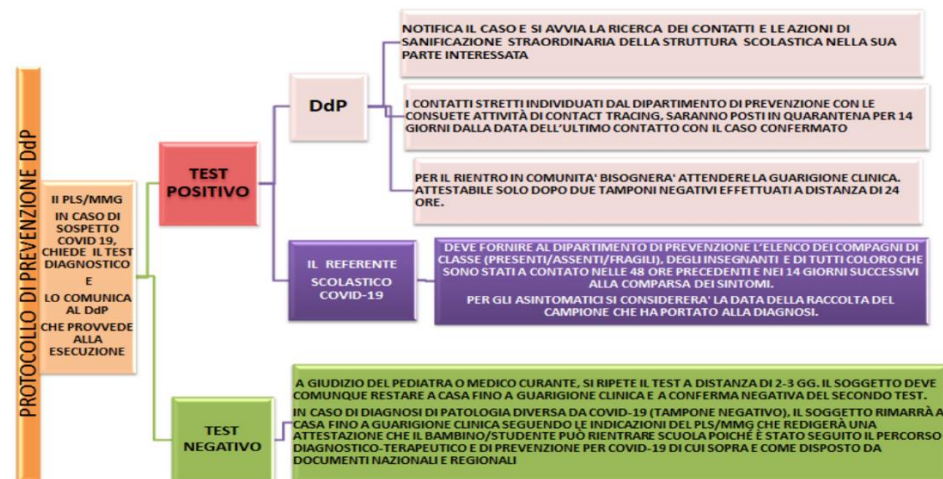 PROTOCOLLO DI PREVENZIONE DdP
Il PLS/MMG
IN CASO DI
SOSPETTO
COVID 19,
CHIEDE IL TEST
DIAGNOSTICO
E
LO COMUNICA
AL DdP
CHE PROVVEDE
ALLA
ESECUZIONE
TEST
POSITIVO
DdP
NOTIFICA IL CASO E SI AVVIA LA RICERCA DEI CONTATTI E LE AZIONI DI
SANIFICAZIONE STRAORDINARIA DELLA STRUTTURA SCOLASTICA NELLA SUA
PARTE INTERESSATA
I CONTATTI STRETTI INDIVIDUATI DAL DIPARTIMENTO DI PREVENZIONE CON LE
CONSUETE ATTIVITÀ DI CONTACT TRACING, SARANNO POSTI IN QUARANTENA PER 14
GIORNI DALLA DATA DELL'ULTIMO CONTATTO CON IL CASO CONFERMATO
PER IL RIENTRO IN COMUNITA' BISOGNERA' ATTENDERE LA GUARIGIONE CLINICA.
ATTESTABILE SOLO DOPO DUE TAMPONI NEGATIVI EFFETTUATI A DISTANZA DI 24
ORE.
IL REFERENTE
SCOLASTICO
COVID-19
DEVE FORNIRE AL DIPARTIMENTO DI PREVENZIONE L'ELENCO DEI COMPAGNI DI
CLASSE (PRESENTI/ASSENTI/FRAGILI), DEGLI INSEGNANTI E DI TUTTI COLORO CHE
SONO STATI A CONTATO NELLE 48 ORE PRECEDENTI E NEI 14 GIORNI SUCCESSIVI
ALLA COMPARSA DEI SINTOMI.
PER GLI ASINTOMATICI SI CONSIDERERA' LA DATA DELLA RACCOLTA DEL
CAMPIONE CHE HA PORTATO ALLA DIAGNOSI.
TEST
NEGATIVO
A GIUDIZIO DEL PEDIATRA O MEDICO CURANTE, SI RIPETE IL TEST A DISTANZA DI 2-3 GG. IL SOGGETTO DEVE
COMUNQUE RESTARE A CASA FINO A GUARIGIONE CLINICA E A CONFERMA NEGATIVA DEL SECONDO TEST.
IN CASO DI DIAGNOSI DI PATOLOGIA DIVERSA DA COVID-19 (TAMPONE NEGATIVO), IL SOGGETTO RIMARRÀ A
CASA FINO A GUARIGIONE CLINICA SEGUENDO LE INDICAZIONI DEL PLS/MMG CHE REDIGERÀ UNA
ATTESTAZIONE CHE IL BAMBINO/STUDENTE PUÒ RIENTRARE SCUOLA POICHÉ È STATO SEGUITO IL PERCORSO
DIAGNOSTICO-TERAPEUTICO E DI PREVENZIONE PER COVID-19 DI CUI SOPRA E COME DISPOSTO DA
DOCUMENTI NAZIONALI E REGIONALI